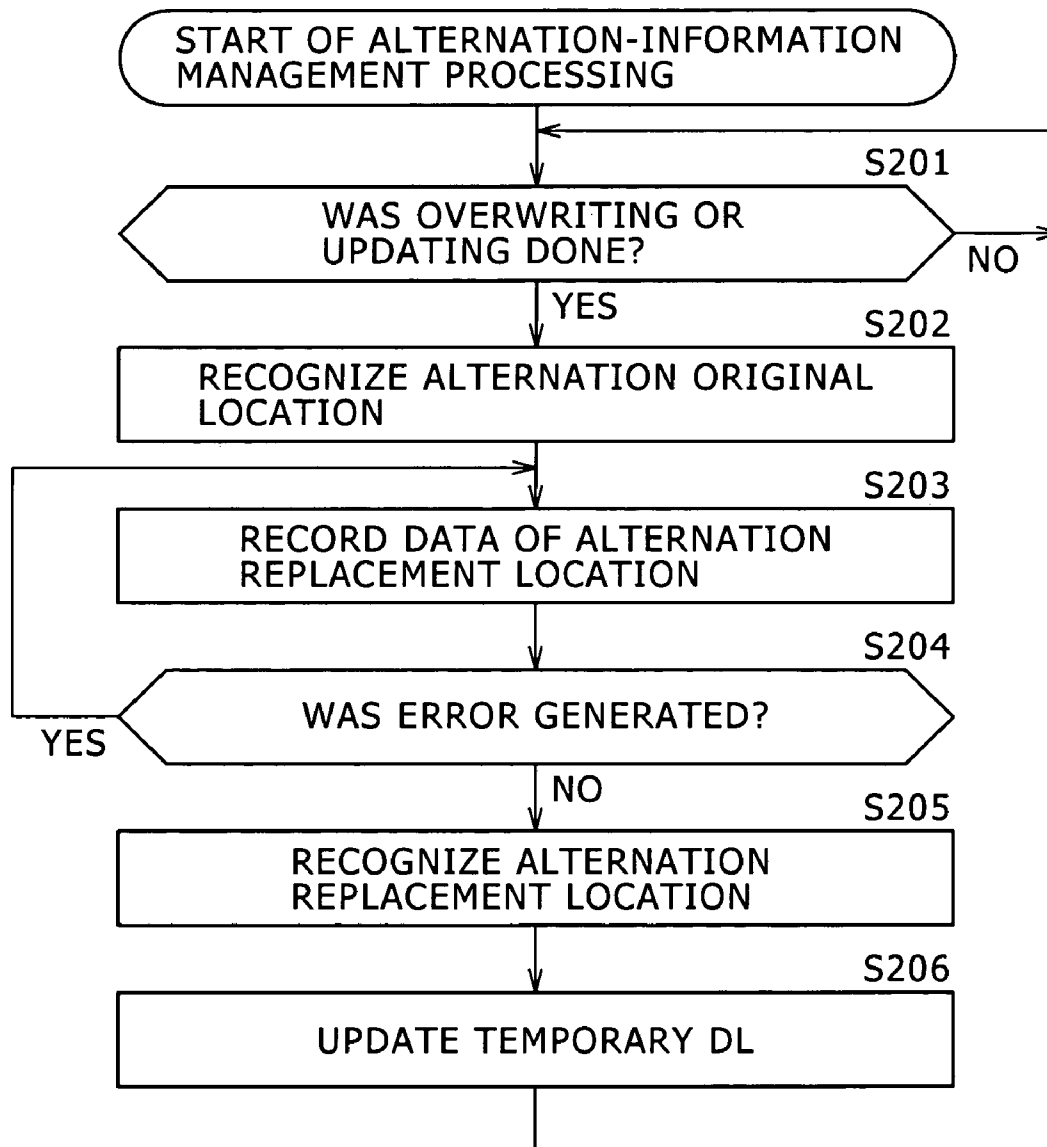 START OF ALTERNATION-INFORMATION
MANAGEMENT PROCESSING
S201
WAS OVERWRITING OR
UPDATING DONE?
NO
YES
S202
RECOGNIZE ALTERNATION ORIGINAL
LOCATION
S203
RECORD DATA OF ALTERNATION
REPLACEMENT LOCATION
S204
WAS ERROR GENERATED?
YES
NO
S205
RECOGNIZE ALTERNATION
REPLACEMENT LOCATION
S206
UPDATE TEMPORARY DL